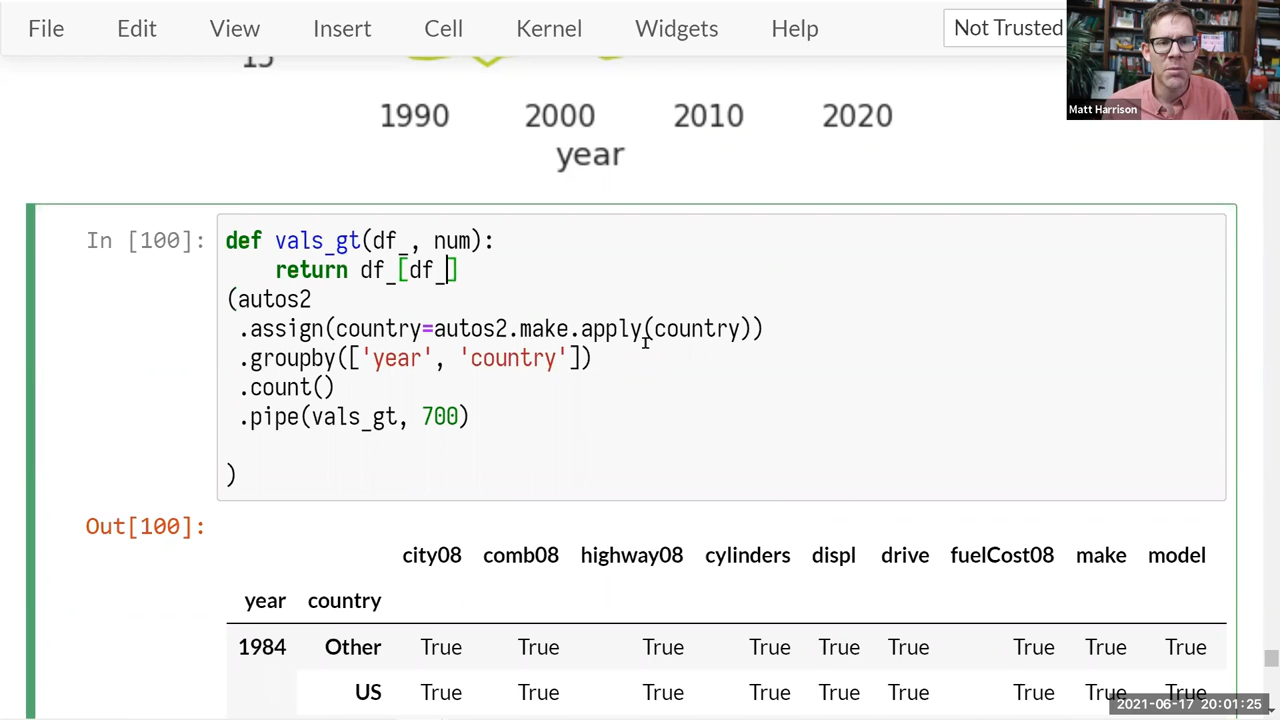 File Edit View Insert Cell Kernel Widgets Help Not Trusted
Matt Harrison
15
1990 2000 2010 2020
year
In [100]:
def vals_gt(df_, num):
    return df_[df_]
(autos2
 .assign(country=autos2.make.apply(country))
 .groupby(['year', 'country'])
 .count()
 .pipe(vals_gt, 700)
)
Out[100]:
city08 comb08 highway08 cylinders displ drive fuelCost08 make model
year country
1984 Other True True True True True True True True True
US True True True True True True True True True
2021-06-17 20:01:25